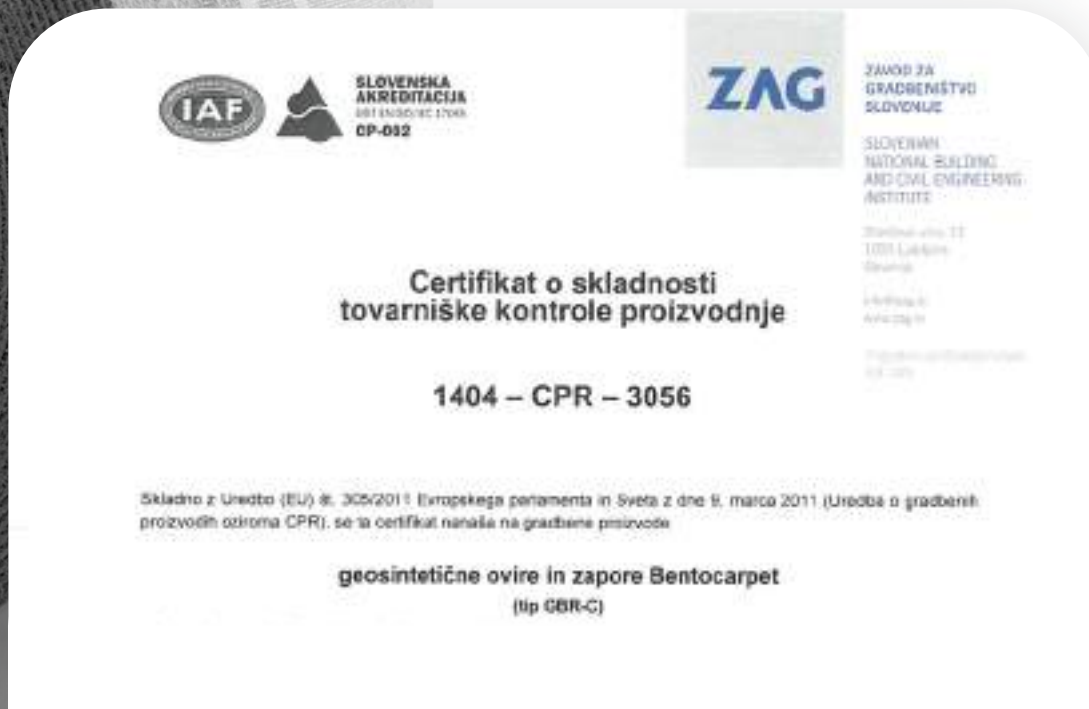 IAF
SLOVENSKA
AKREDITACIJA
CP-002
ZAG
ZAVOD ZA
GRADBENIŠTVO
SLOVENIJE
SLOVENIAN
NATIONAL BUILDING
AND CIVIL ENGINEERING
INSTITUTE
Certifikat o skladnosti
tovarniške kontrole proizvodnje
1404 – CPR – 3056
Skladno z Uredbo (EU) št. 305/2011 Evropskega parlamenta in Sveta z dne 9. marca 2011 (Uredba o gradbenih
proizvodih oziroma CPR), se ta certifikat nanaša na gradbene proizvode
geosintetične ovire in zapore Bentocarpet
(tip GBR-C)